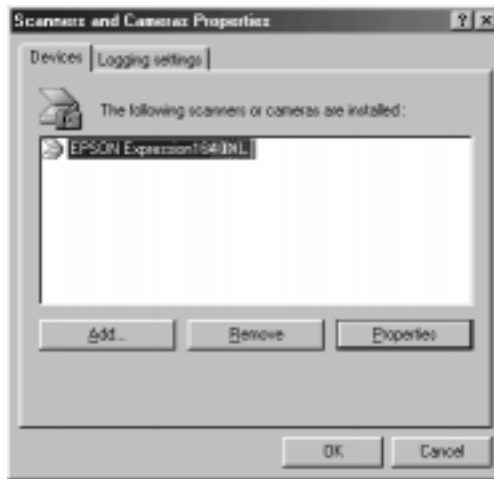 Scanners and Cameras Properties
Devices
Logging settings
The following scanners or cameras are installed:
EPSON Expression1640XL
Add...
Remove
Properties
OK
Cancel